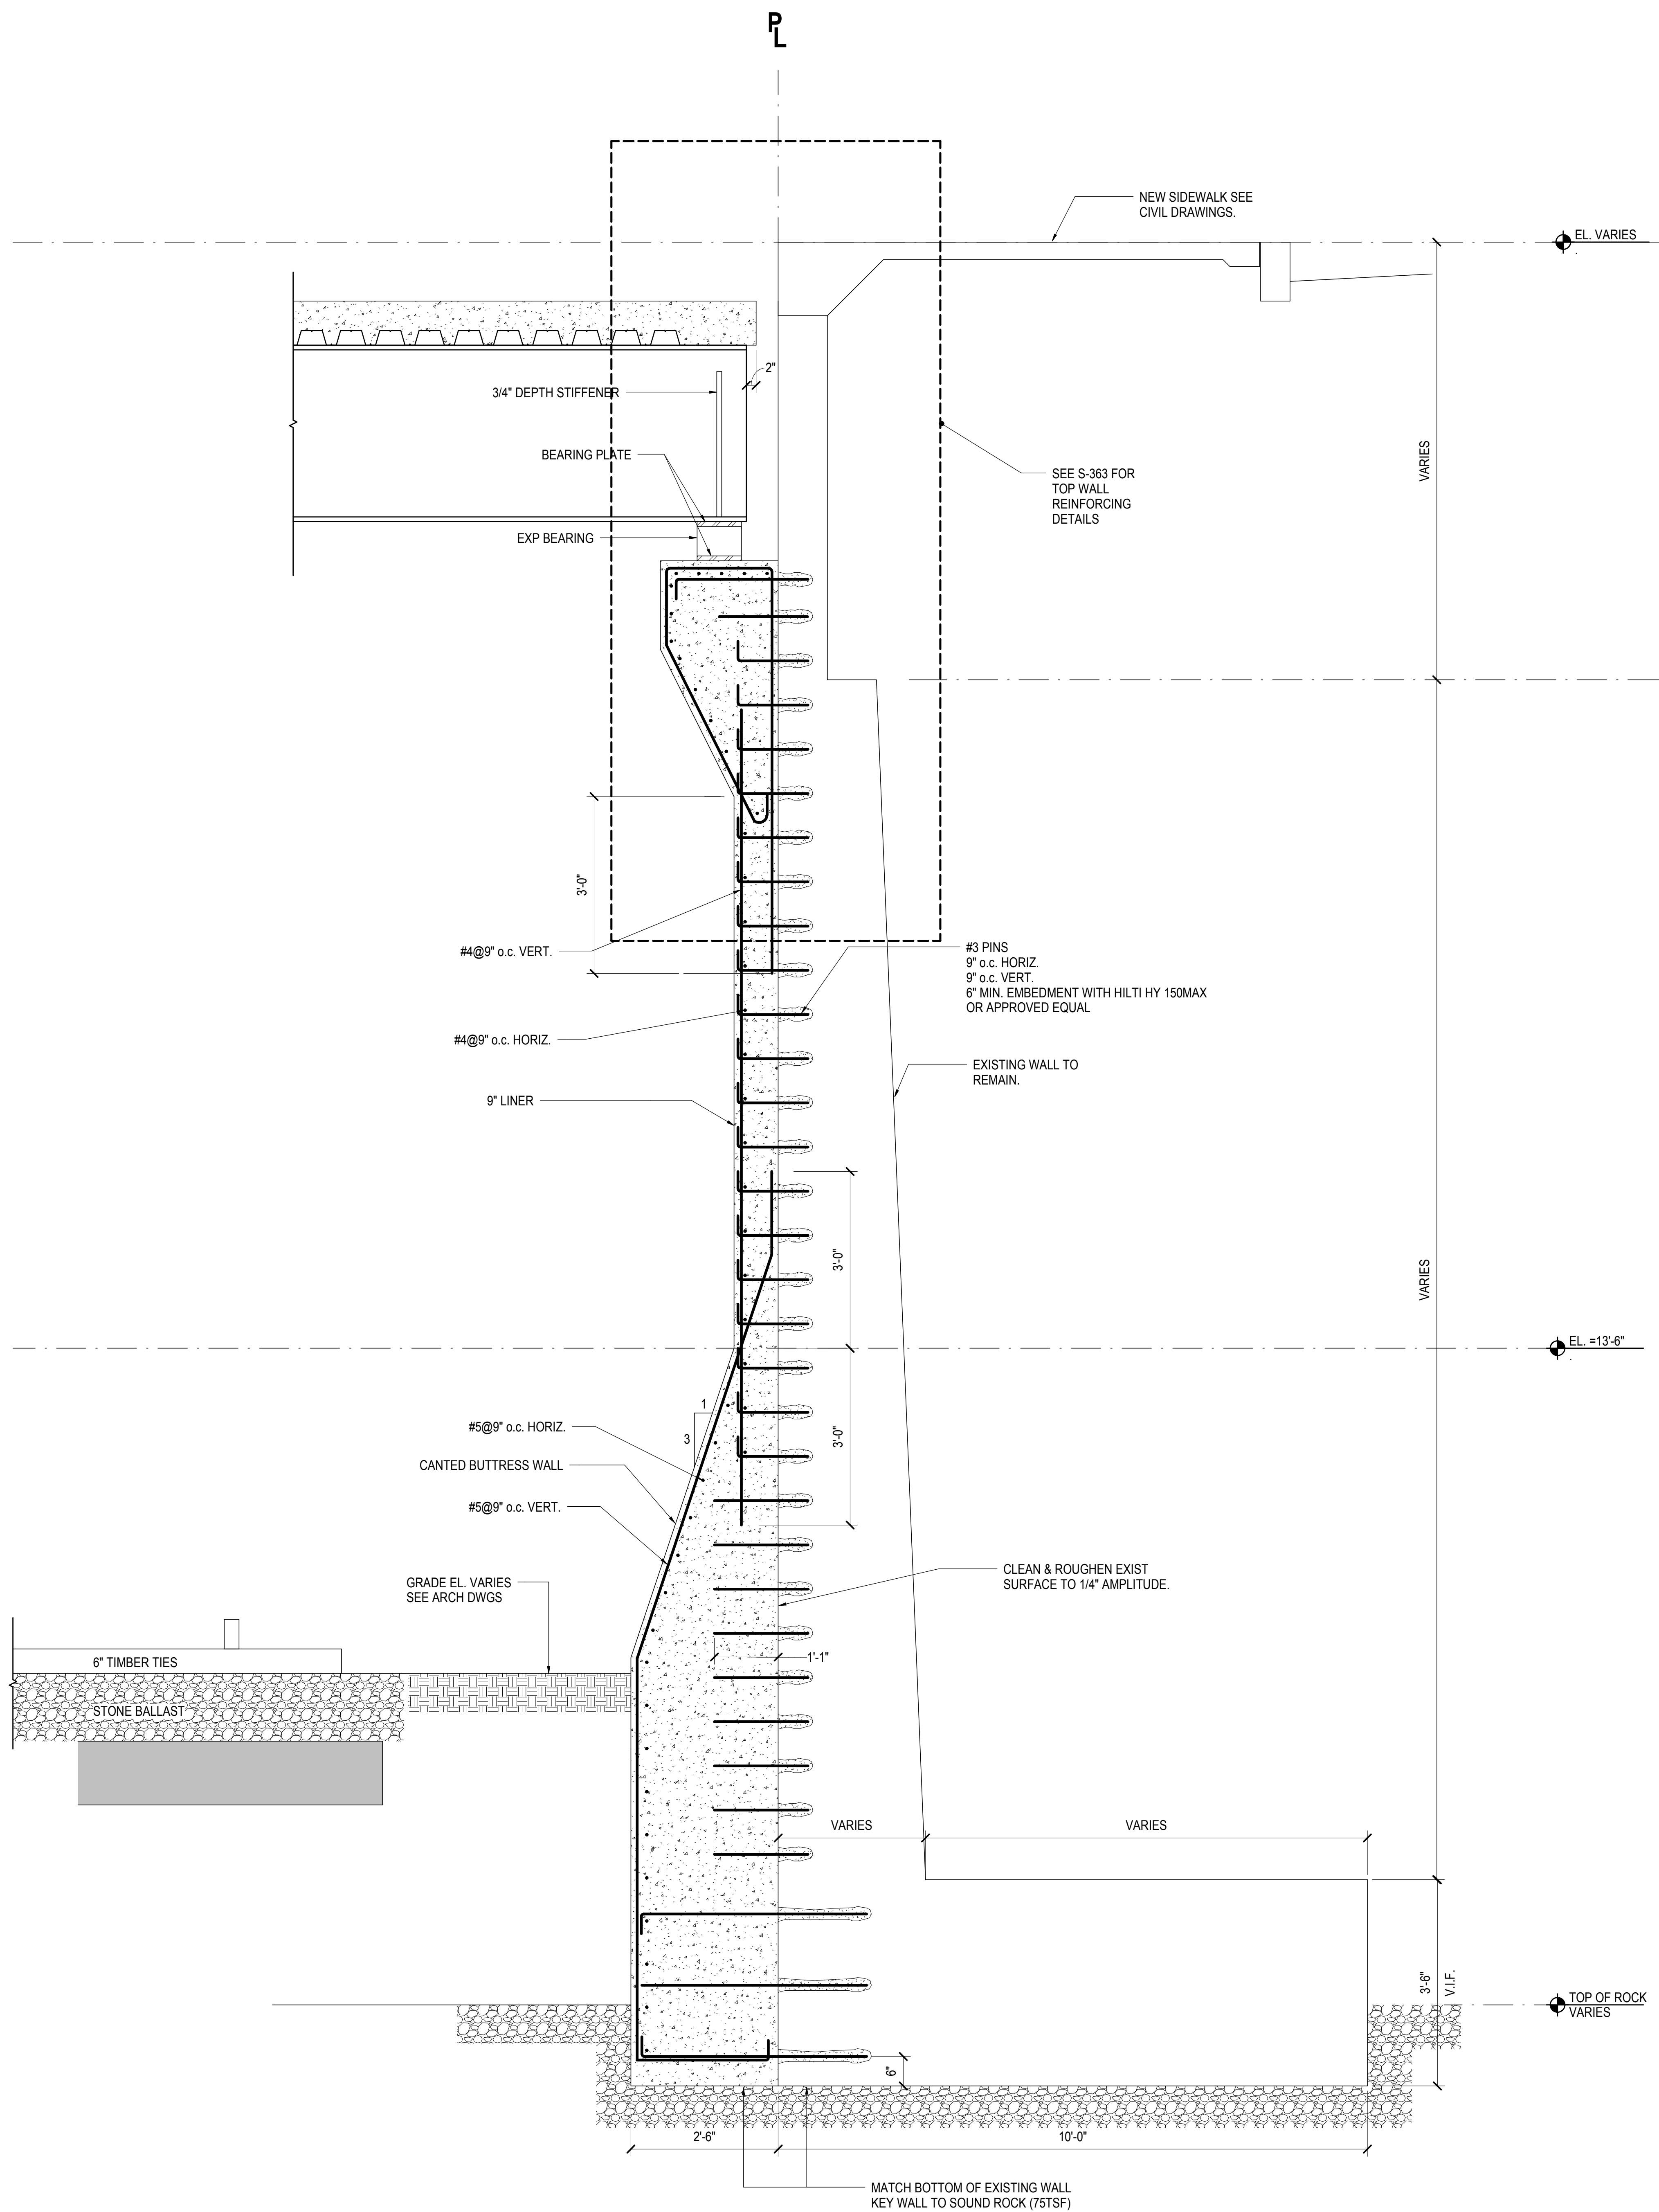 PL
NEW SIDEWALK SEE
CIVIL DRAWINGS.
EL. VARIES
.
2"
3/4" DEPTH STIFFENER
BEARING PLATE
EXP BEARING
VARIES
SEE S-363 FOR
TOP WALL
REINFORCING
DETAILS
3'-0"
#4@9" o.c. VERT.
#3 PINS
9" o.c. HORIZ.
9" o.c. VERT.
6" MIN. EMBEDMENT WITH HILTI HY 150MAX
OR APPROVED EQUAL
#4@9" o.c. HORIZ.
EXISTING WALL TO
REMAIN.
9" LINER
3'-0"
VARIES
EL. =13'-6"
.
1
3
#5@9" o.c. HORIZ.
3'-0"
CANTED BUTTRESS WALL
#5@9" o.c. VERT.
CLEAN & ROUGHEN EXIST
SURFACE TO 1/4" AMPLITUDE.
GRADE EL. VARIES
SEE ARCH DWGS
1'-1"
6" TIMBER TIES
STONE BALLAST
VARIES
VARIES
3'-6"
V.I.F.
TOP OF ROCK
VARIES
6"
2'-6"
10'-0"
MATCH BOTTOM OF EXISTING WALL
KEY WALL TO SOUND ROCK (75TSF)